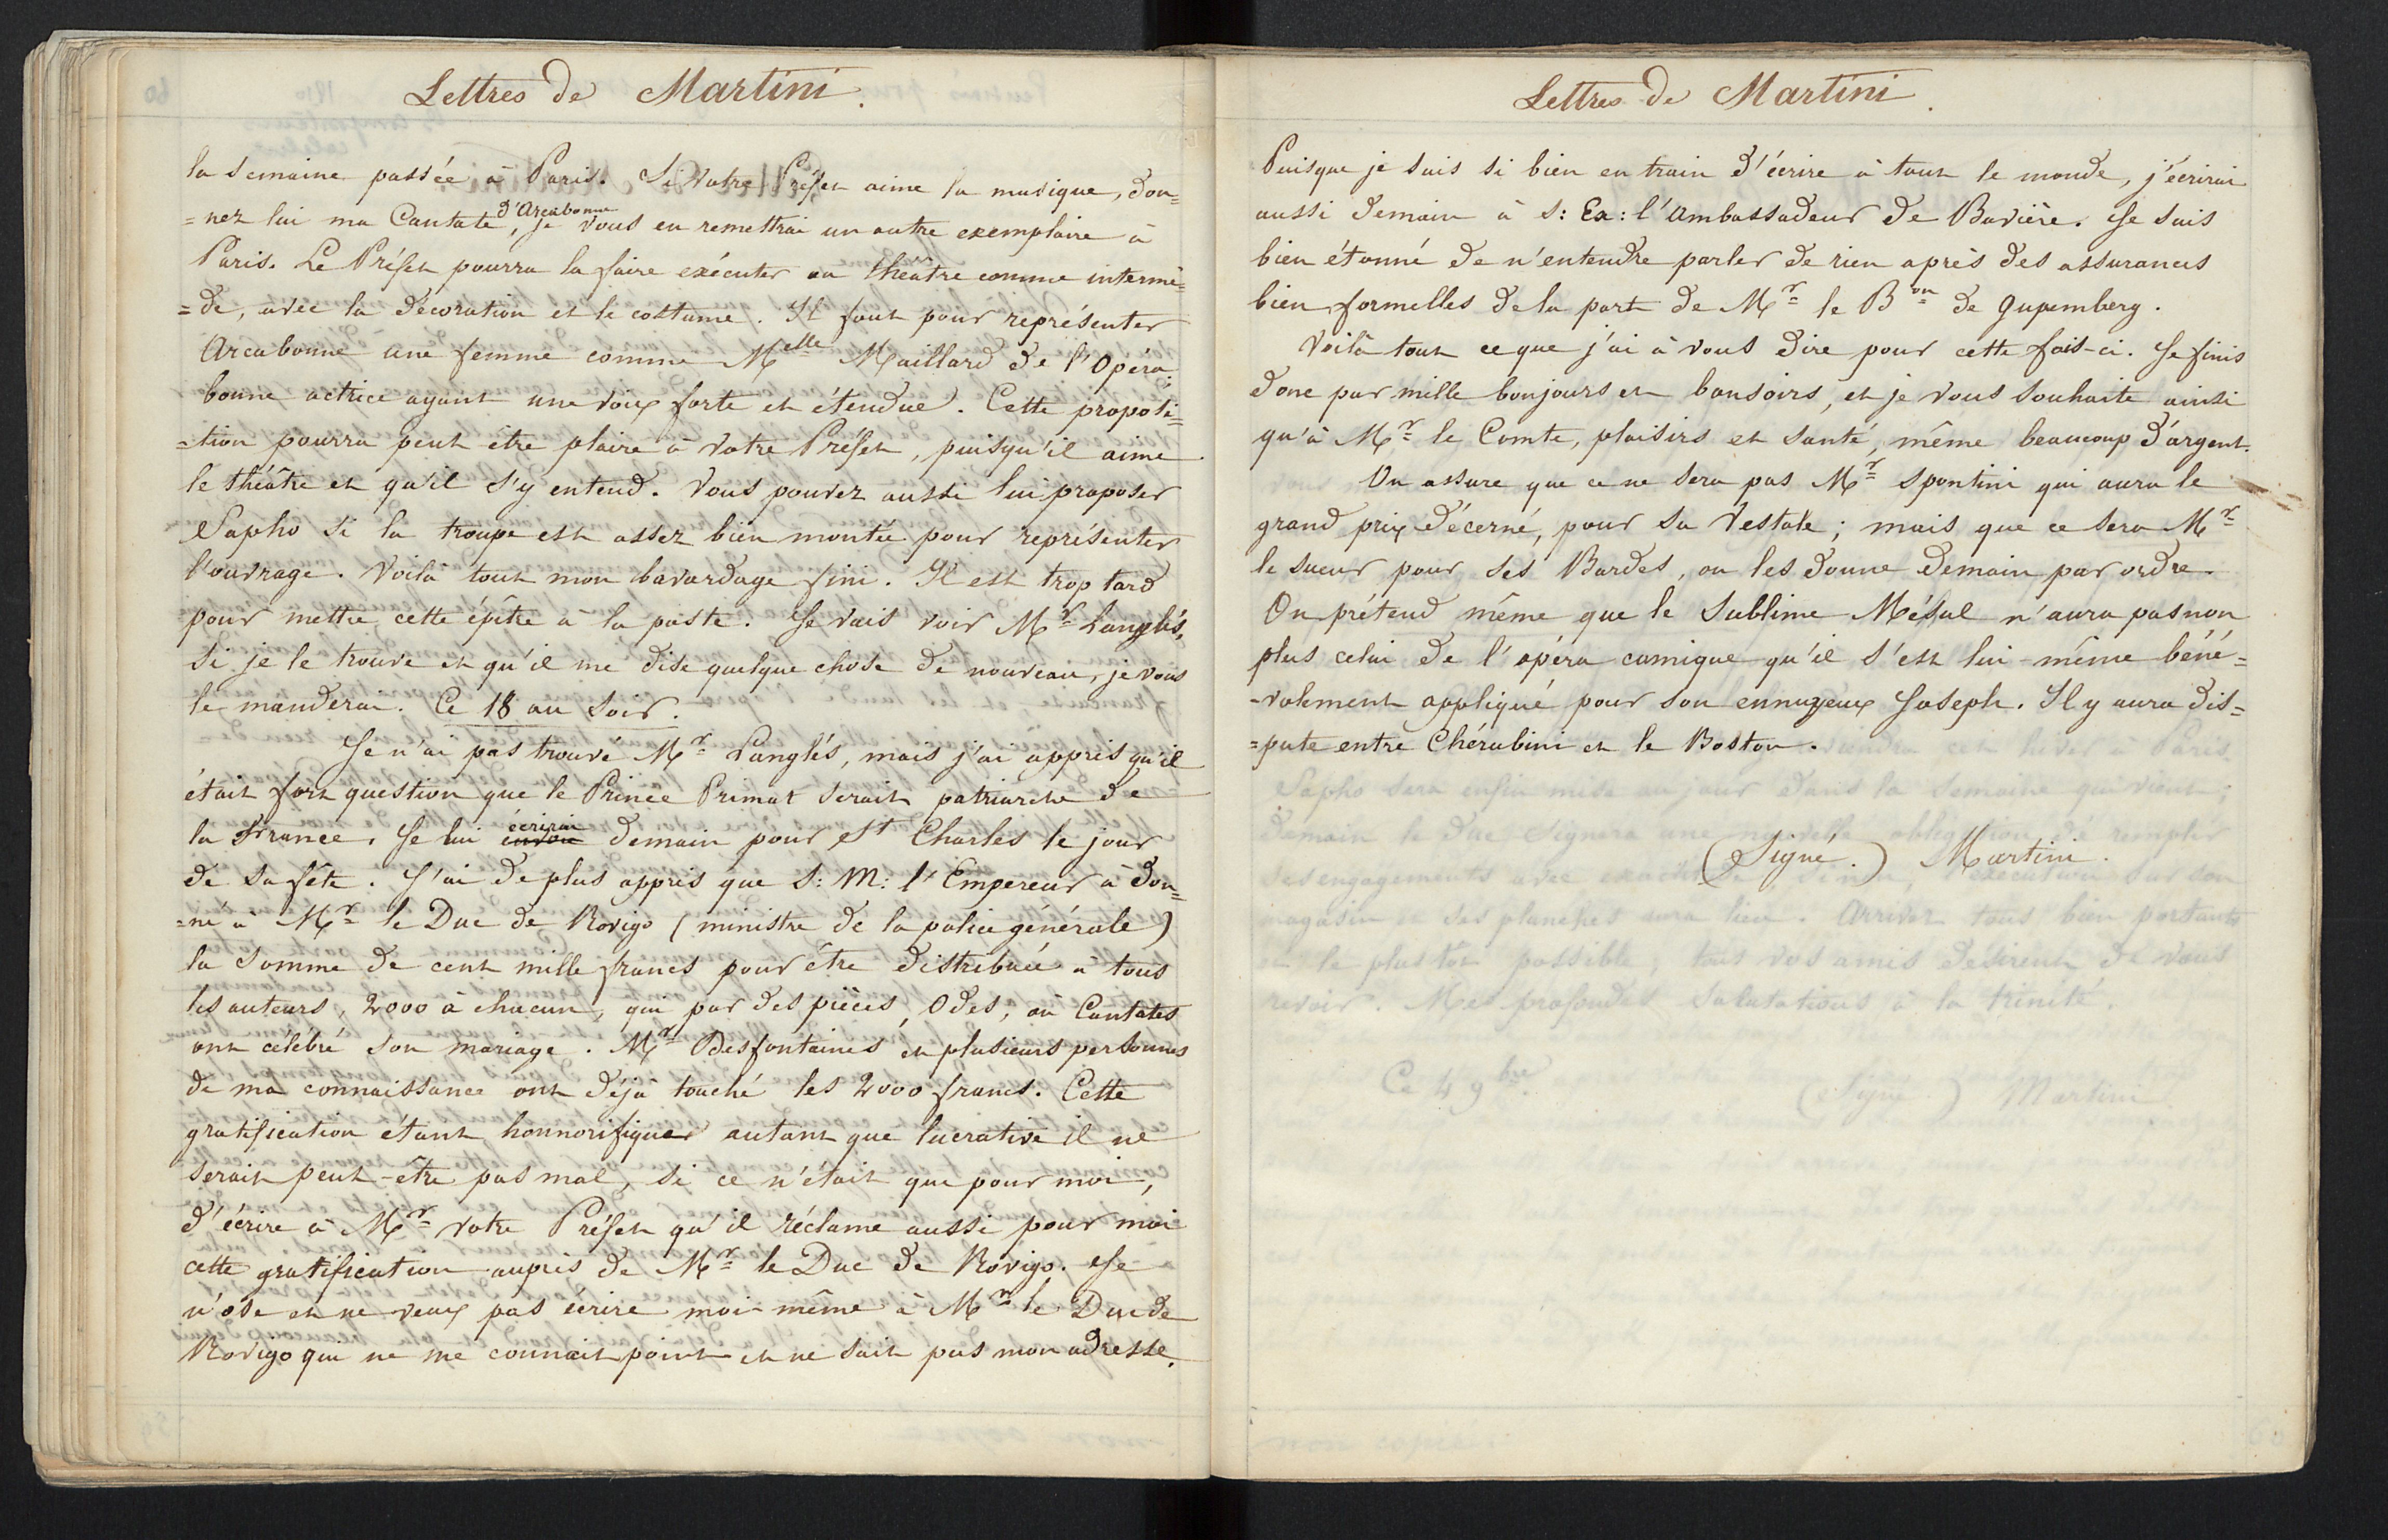 Lettres de Martini.
la semaine passée à Paris. Si votre Préfet aime la musique, don=
=nez lui ma Cantate d'Arcabonne, je vous en remettrai un autre exemplaire à
Paris. Le Préfet pourra la faire exécuter au théâtre comme intermè=
=de, avec la décoration et le costume. Il faut pour représenter
Arcabonne une femme comme Melle Maillard de l'Opéra;
bonne actrice ayant une voix forte et étendue. Cette proposi=
=tion pourra peut être plaire à votre Préfet, puisqu'il aime
le théâtre et qu'il s'y entend. Vous pouvez aussi lui proposer
Sapho si la troupe est assez bien montée pour représenter
l'ouvrage. Voilà tout mon bavardage fini. Il est trop tard
pour mettre cette épître à la poste. Je vais voir Mr Langlés,
si je le trouve et qu'il me dise quelque chose de nouveau, je vous
le manderai. Ce 18 au soir.
Je n'ai pas trouvé Mr Langlés, mais j'ai appris qu'il
était fort question que le Prince Primat serait patriarche de
la France. Je lui envoie écrirai demain pour St Charles le jour
de sa fête. J'ai de plus appris que S: M: l'Empereur a don=
=né à Mr le Duc de Rovigo (ministre de la police générale)
la somme de cent mille francs pour être distribuée à tous
les auteurs, 2000 à chacun, qui par des pièces, Odes, ou Cantates
ont célébré son mariage. Mr Desfontaines et plusieurs personnes
de ma connaissance ont déjà touché les 2000 francs. Cette
gratification étant honnorifique autant que lucrative il ne
serait peut-être pas mal, si ce n'était que pour moi,
d'écrire à Mr votre Préfet qu'il réclame aussi pour moi
cette gratification auprès de Mr le Duc de Rovigo. Je
n'ose et ne veux pas écrire moi-même à Mr le Duc de
Rovigo qui ne me connait point et ne sait pas mon adresse.
Lettres de Martini.
Puisque je suis si bien en train d'écrire à tout le monde, j'écrirai
aussi demain à S: Ex: l'Ambassadeur de Bavière. Je suis
bien étonné de n'entendre parler de rien après des assurances
bien formelles de la part de Mr le Bon de Gupemberg.
Voilà tout ce que j'ai à vous dire pour cette fois-ci. Je finis
donc par mille bonjours et bonsoirs, et je vous souhaite ainsi
qu'à Mr le Comte, plaisirs et santé, même beaucoup d'argent.
On assure que ce ne sera pas Mr Spontini qui aura le
grand prix décerné, pour sa Vestale; mais que ce sera Mr
le sueur pour ses Bardes, on les donne demain par ordre.
On prétend même que le sublime Méhul n'aura pas non
plus celui de l'opéra comique qu'il s'est lui-même béné=
-volement appliqué pour son ennuyeux Joseph. Il y aura dis=
=pute entre Chérubini et le Boston.
(Signé.) Martini.